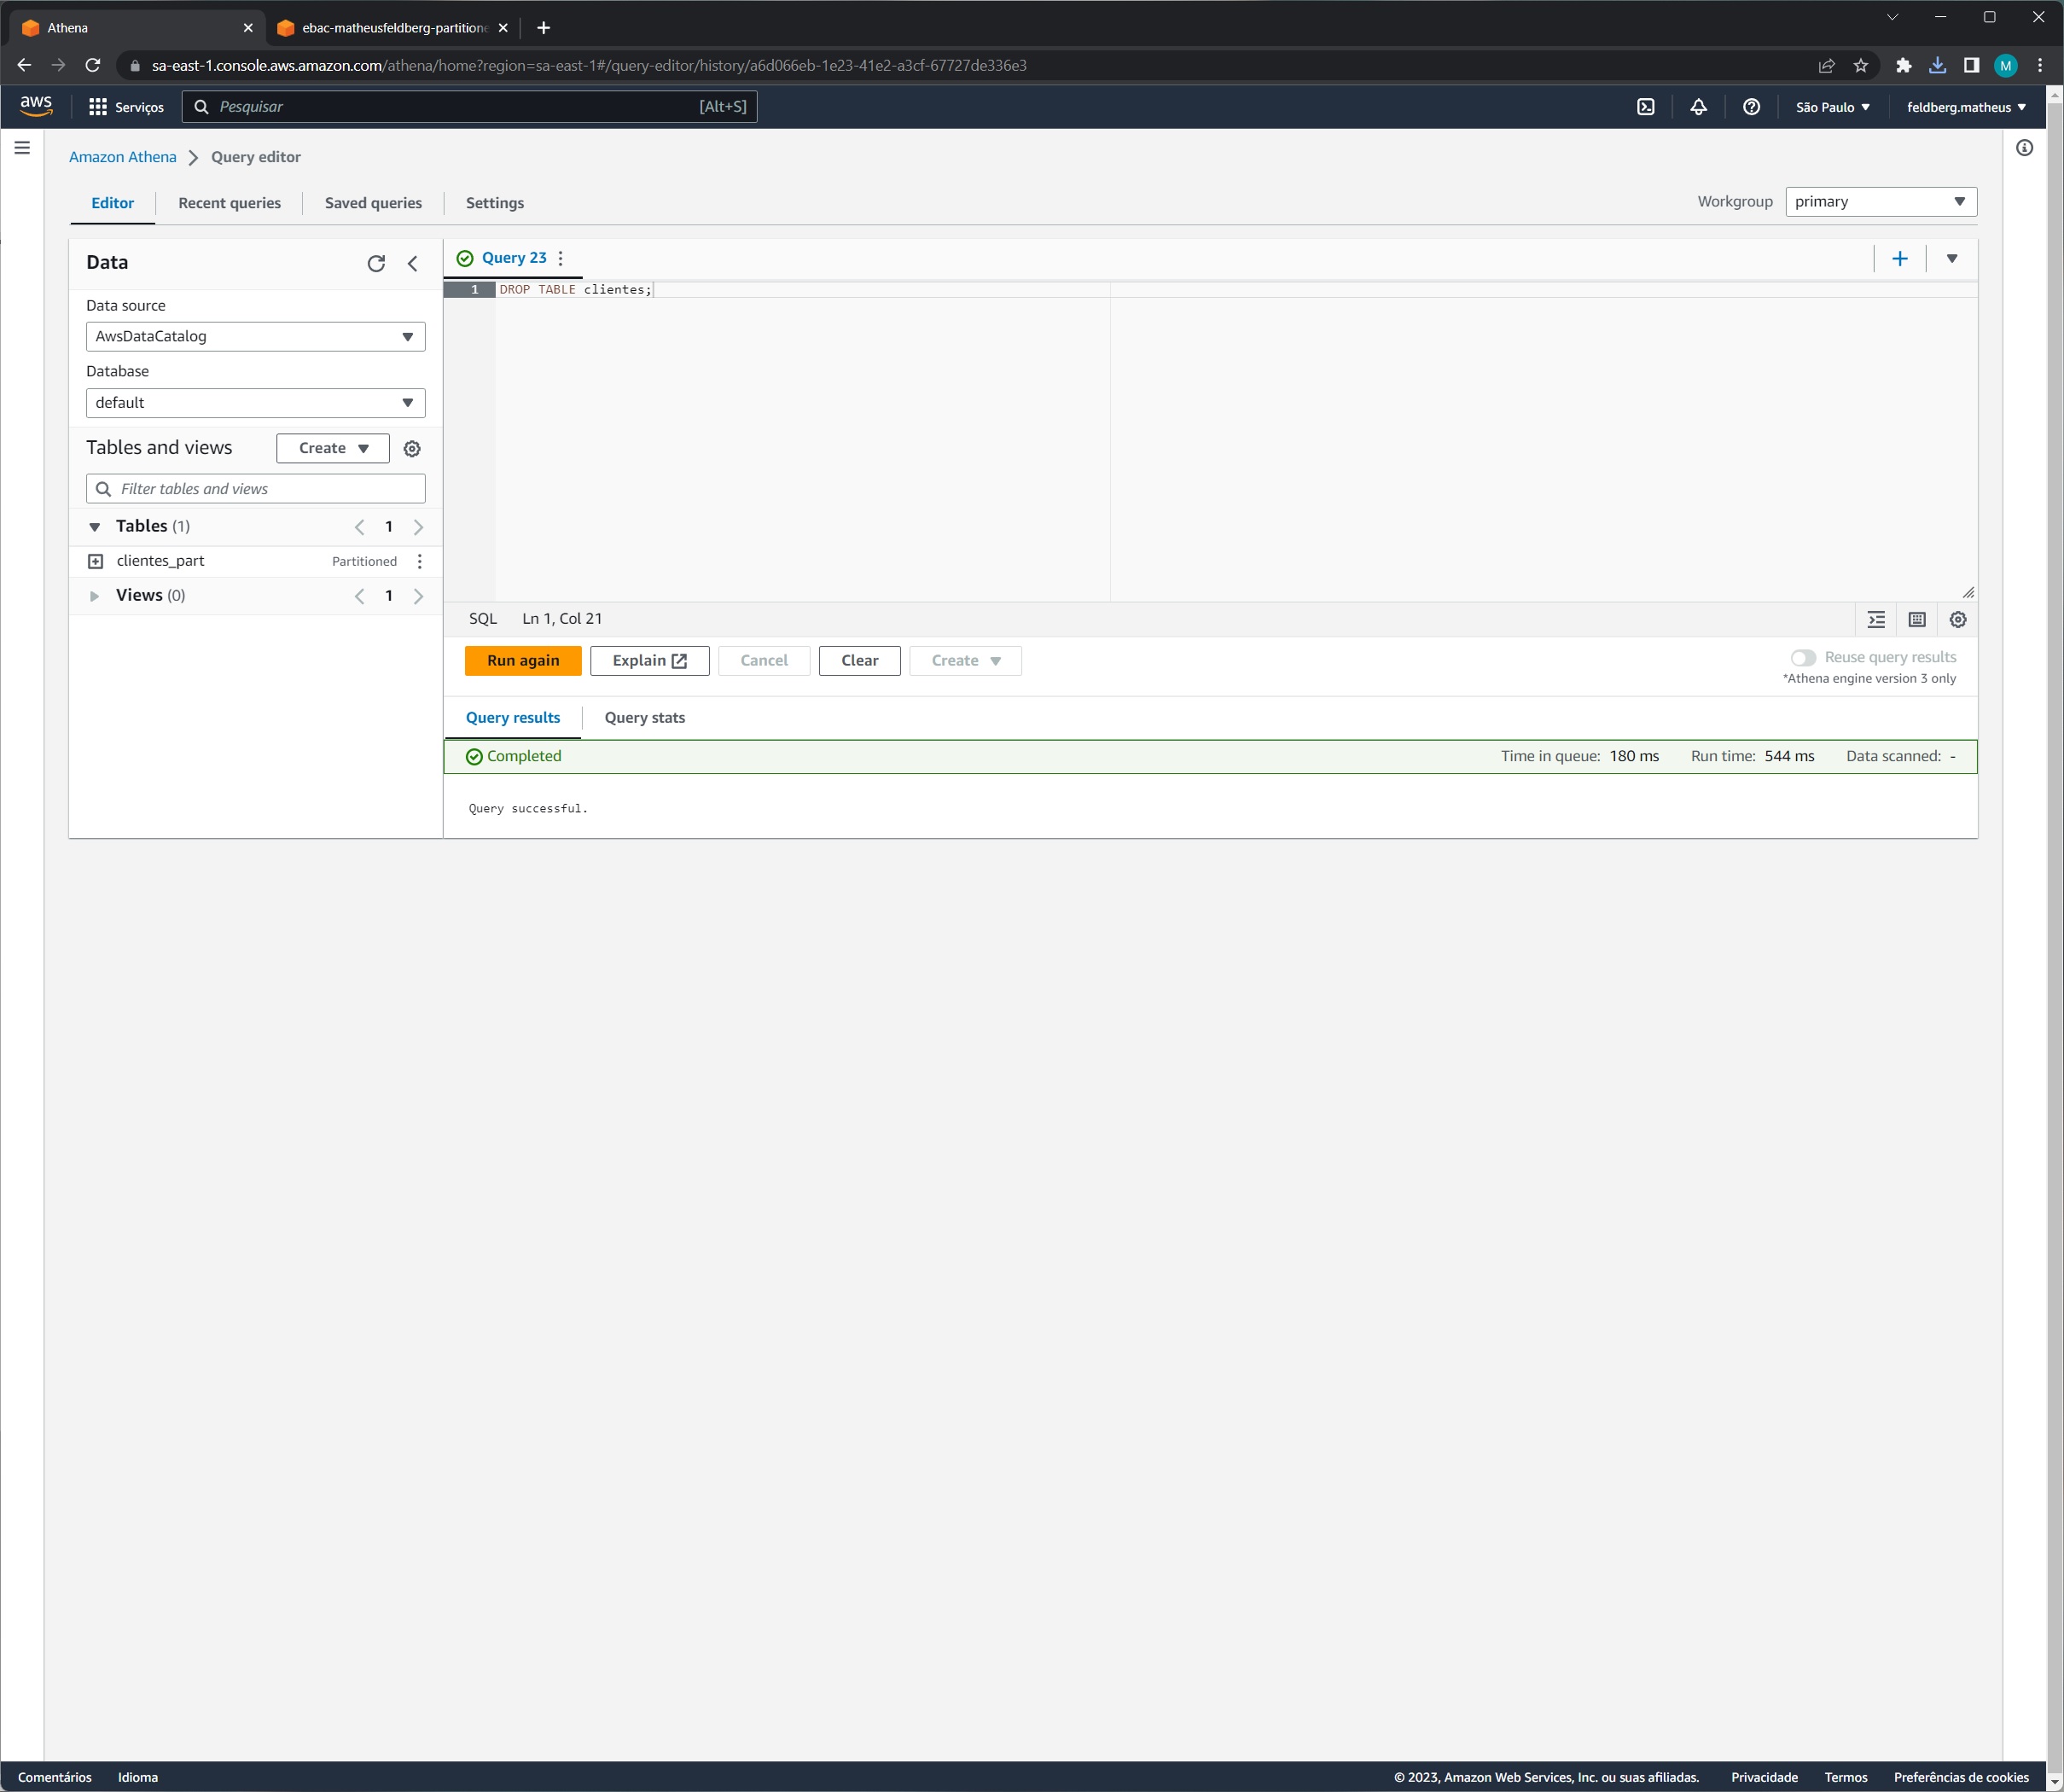 Athena
ebac-matheusfeldberg-partitione
sa-east-1.console.aws.amazon.com/athena/home?region=sa-east-1#/query-editor/history/a6d066eb-1e23-41e2-a3cf-67727de336e3
M
aws
Serviços
Pesquisar
[Alt+S]
São Paulo
feldberg.matheus
Amazon Athena > Query editor
Editor
Recent queries
Saved queries
Settings
Workgroup
primary
Data
Data source
AwsDataCatalog
Database
default
Tables and views
Create
Filter tables and views
Tables (1)
1
clientes_part
Partitioned
Views (0)
1
Query 23
1 DROP TABLE clientes;
SQL
Ln 1, Col 21
Run again
Explain
Cancel
Clear
Create
Reuse query results
*Athena engine version 3 only
Query results
Query stats
Completed
Time in queue: 180 ms
Run time: 544 ms
Data scanned: -
Query successful.
Comentários
Idioma
© 2023, Amazon Web Services, Inc. ou suas afiliadas.
Privacidade
Termos
Preferências de cookies